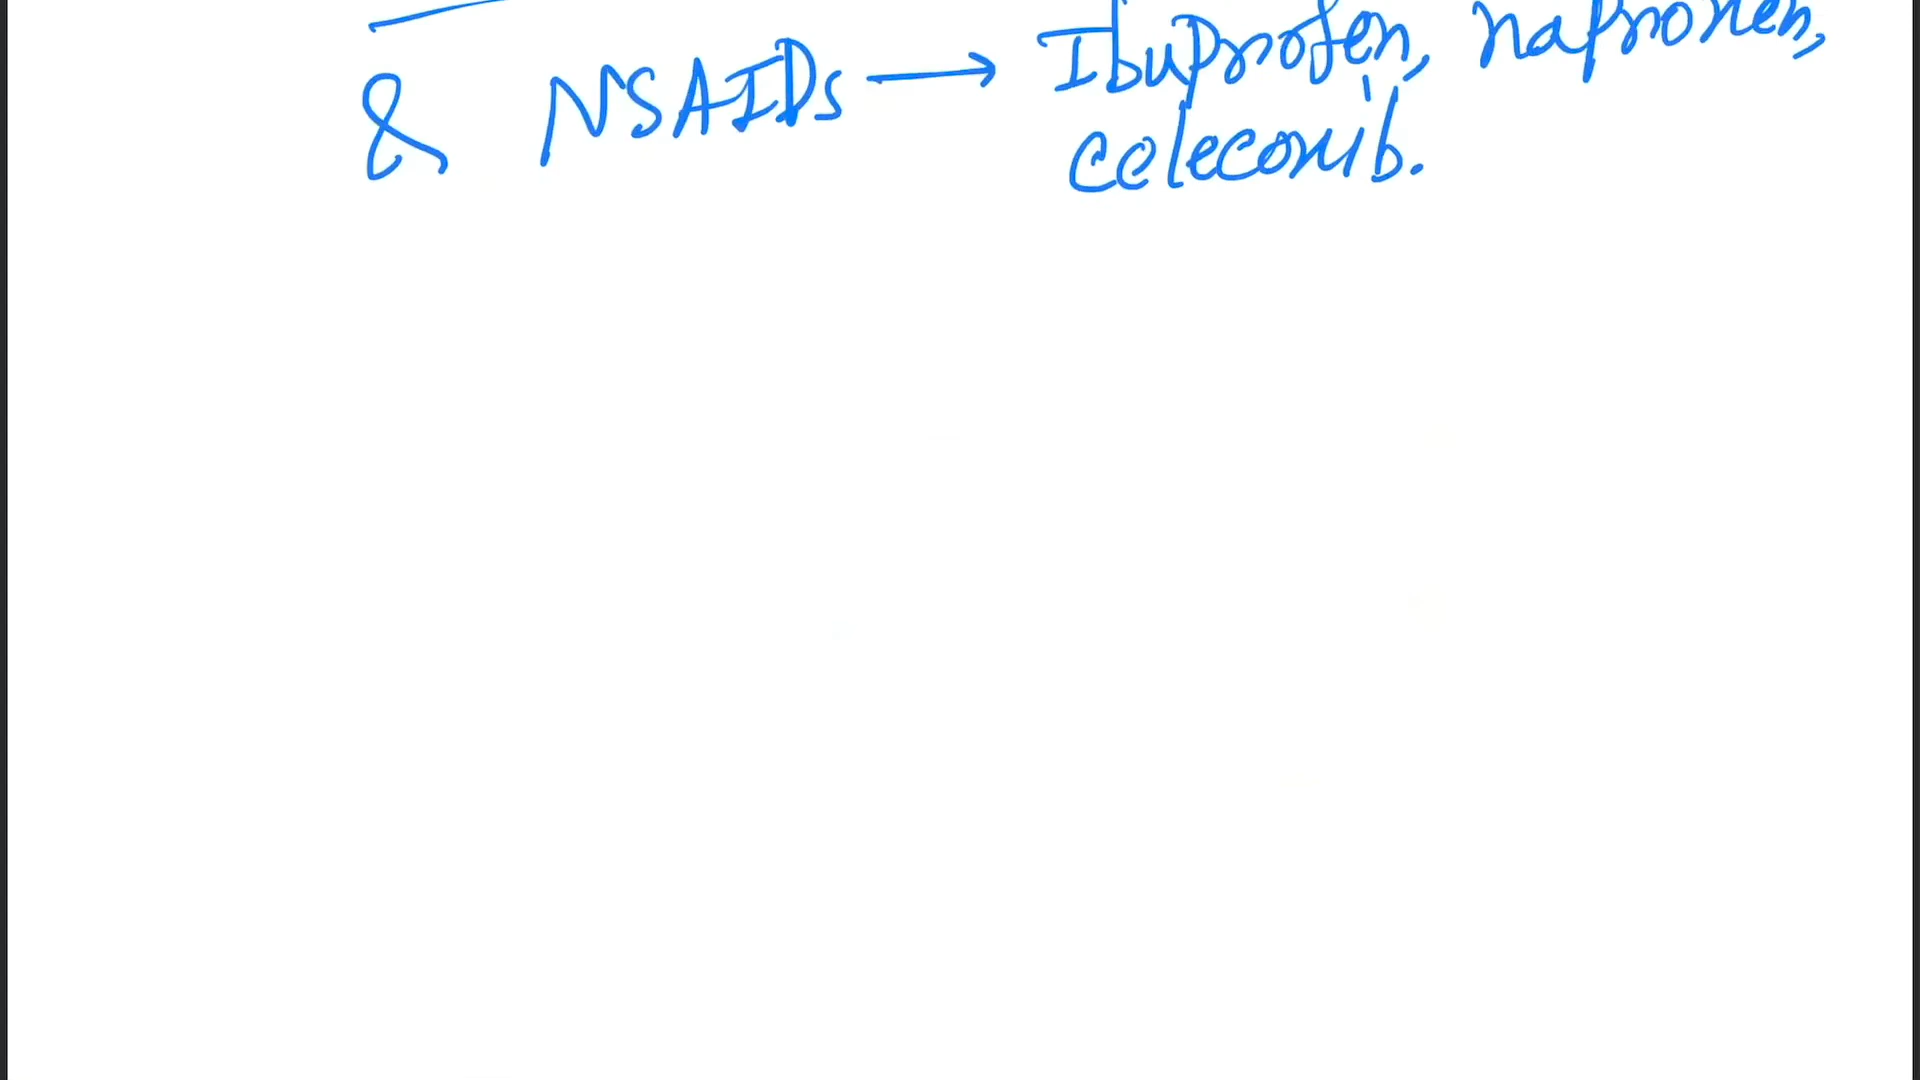 & NSAIDs → Ibuprofen, naproxen,
celecoxib.